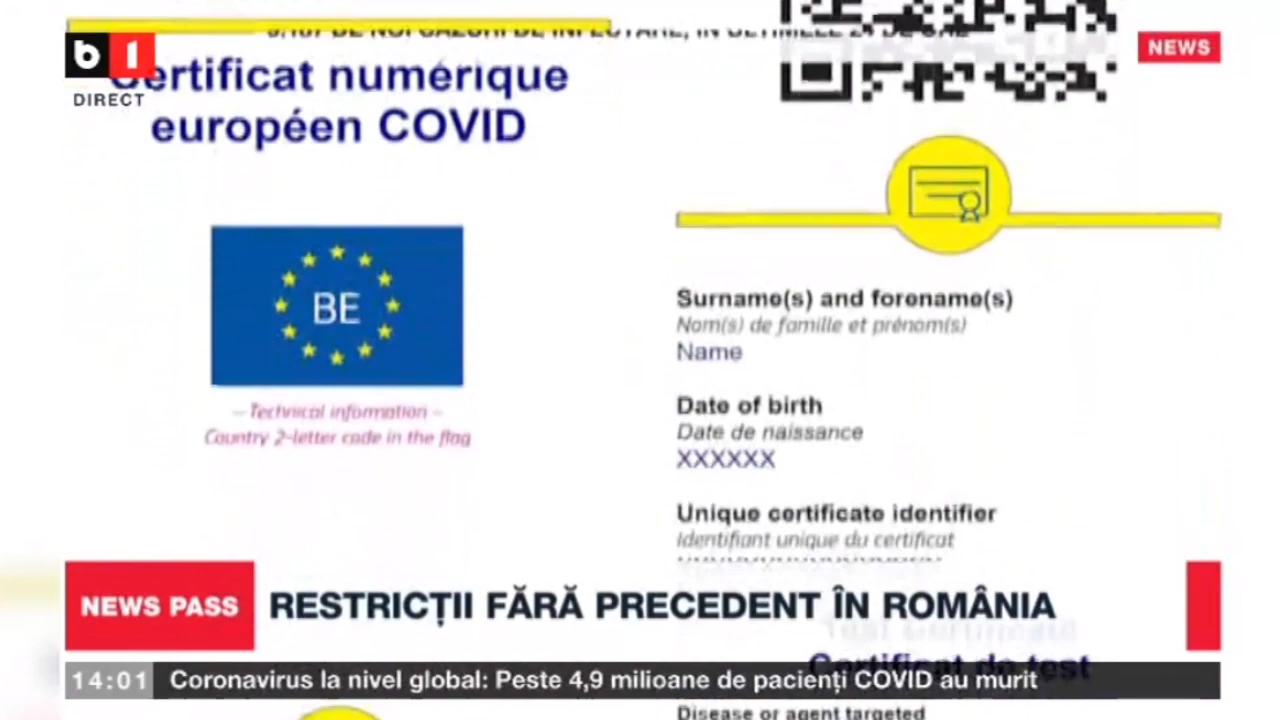 b1
NEWS
DIRECT
Certificat numérique
européen COVID
BE
– Technical information –
Country 2-letter code in the flag
Surname(s) and forename(s)
Nom(s) de famille et prénom(s)
Name
Date of birth
Date de naissance
XXXXXX
Unique certificate identifier
Identifiant unique du certificat
NEWS PASS
RESTRICȚII FĂRĂ PRECEDENT ÎN ROMÂNIA
Certificat de test
14:01
Coronavirus la nivel global: Peste 4,9 milioane de pacienți COVID au murit
Disease or agent targeted